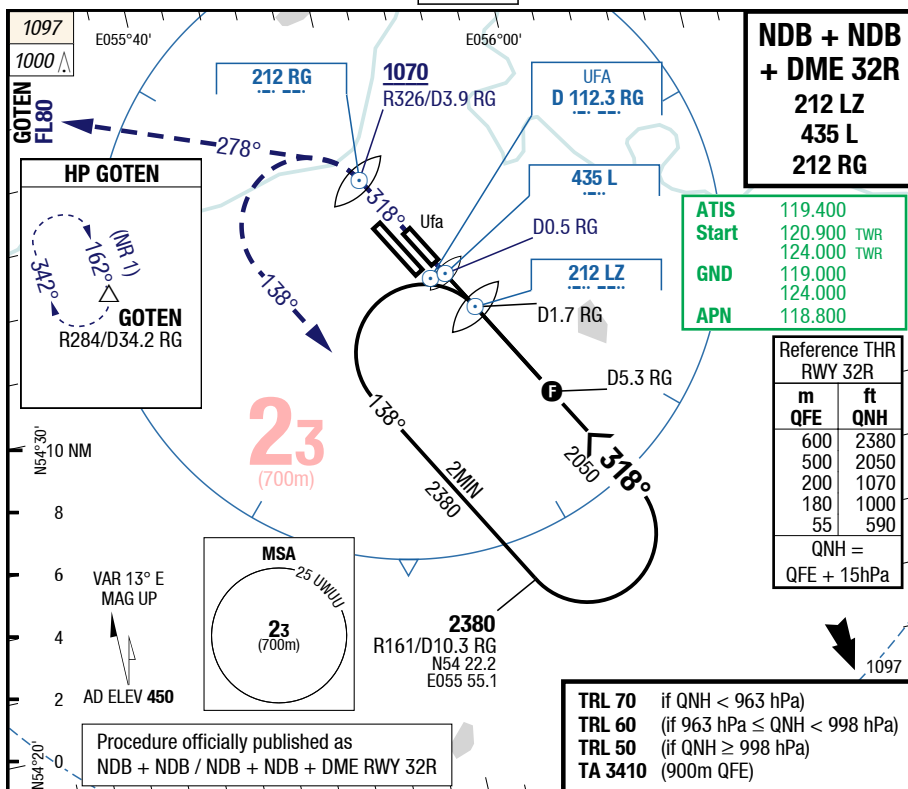 1097
1000
E055°40'
E056°00'
NDB + NDB
+ DME 32R
212 LZ
435 L
212 RG
GOTEN
FL80
278°
212 RG
1070
R326/D3.9 RG
UFA
D 112.3 RG
435 L
212 LZ
318°
Ufa
D0.5 RG
D1.7 RG
D5.3 RG
F
138°
HP GOTEN
(NR 1)
162°
342°
GOTEN
R284/D34.2 RG
ATIS 119.400
Start 120.900 TWR
124.000 TWR
GND 119.000
124.000
APN 118.800
Reference THR
RWY 32R
m ft
QFE QNH
600 2380
500 2050
200 1070
180 1000
55 590
QNH =
QFE + 15hPa
138°
2MIN
2380
318°
2050
23
(700m)
N54°30'
10 NM
8
6
4
2
0
N54°20'
VAR 13° E
MAG UP
AD ELEV 450
MSA
25 UWUU
23
(700m)
2380
R161/D10.3 RG
N54 22.2
E055 55.1
1097
Procedure officially published as
NDB + NDB / NDB + NDB + DME RWY 32R
TRL 70 if QNH < 963 hPa)
TRL 60 (if 963 hPa ≤ QNH < 998 hPa)
TRL 50 (if QNH ≥ 998 hPa)
TA 3410 (900m QFE)